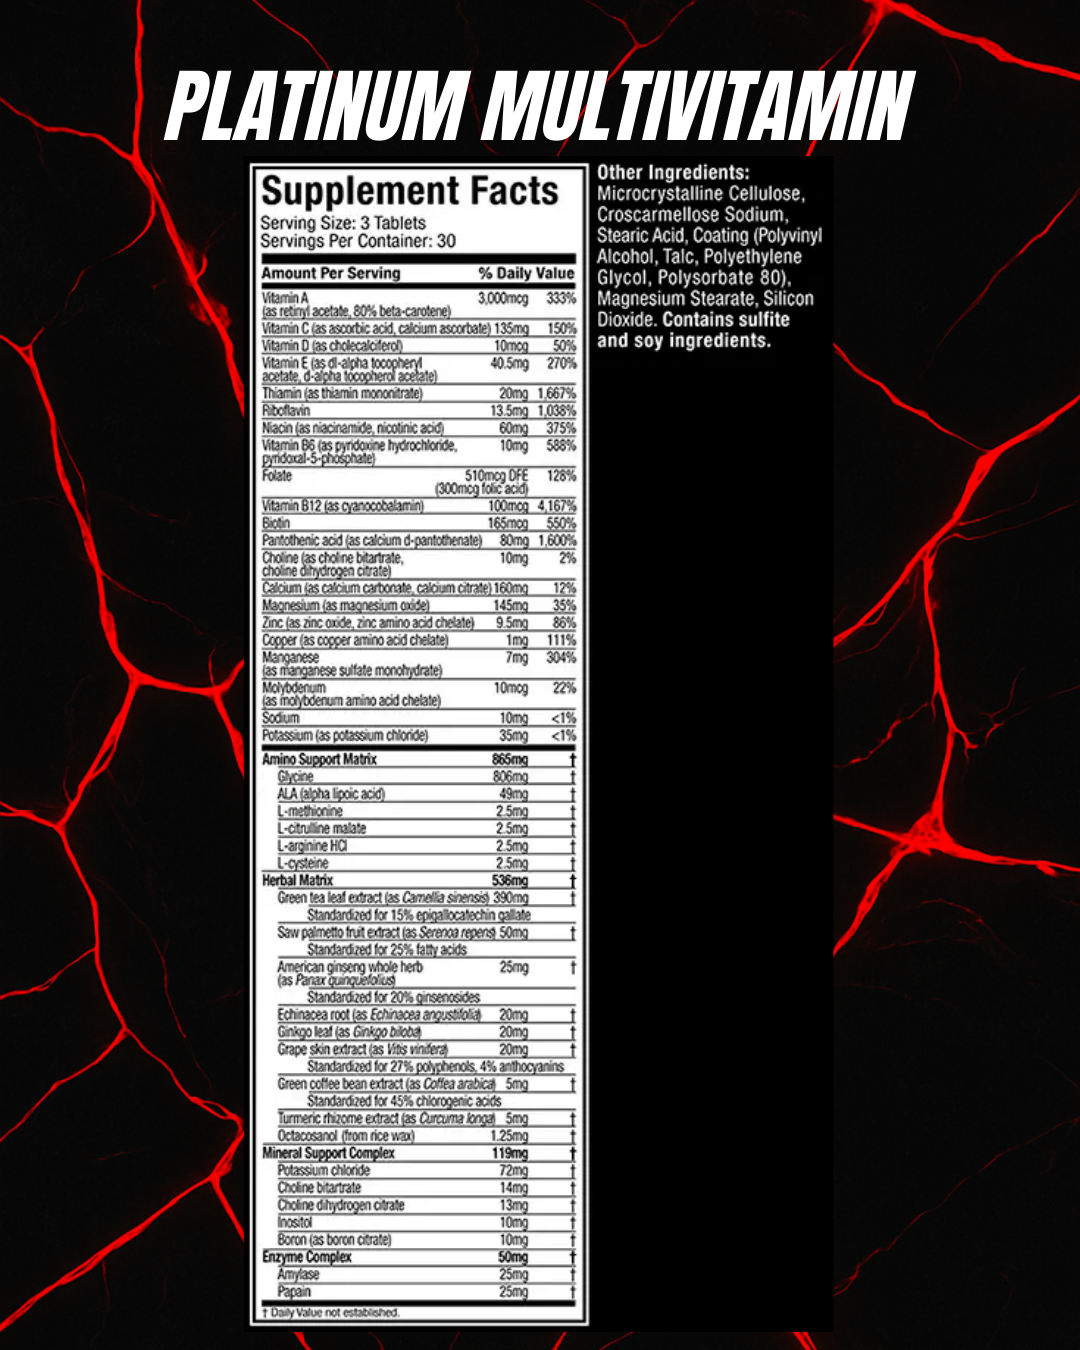 PLATINUM MULTIVITAMIN
Supplement Facts
Serving Size: 3 Tablets
Servings Per Container: 30
Amount Per Serving % Daily Value
Vitamin A 3,000mcg 333%
(as retinyl acetate, 80% beta-carotene)
Vitamin C (as ascorbic acid, calcium ascorbate) 135mg 150%
Vitamin D (as cholecalciferol) 10mcg 50%
Vitamin E (as dl-alpha tocopheryl 40.5mg 270%
acetate, d-alpha tocopherol acetate)
Thiamin (as thiamin mononitrate) 20mg 1,667%
Riboflavin 13.5mg 1,038%
Niacin (as niacinamide, nicotinic acid) 60mg 375%
Vitamin B6 (as pyridoxine hydrochloride, 10mg 588%
pyridoxal-5-phosphate)
Folate 510mcg DFE 128%
(300mcg folic acid)
Vitamin B12 (as cyanocobalamin) 100mcg 4,167%
Biotin 165mcg 550%
Pantothenic acid (as calcium d-pantothenate) 80mg 1,600%
Choline (as choline bitartrate, 10mg 2%
choline dihydrogen citrate)
Calcium (as calcium carbonate, calcium citrate) 160mg 12%
Magnesium (as magnesium oxide) 145mg 35%
Zinc (as zinc oxide, zinc amino acid chelate) 9.5mg 86%
Copper (as copper amino acid chelate) 1mg 111%
Manganese 7mg 304%
(as manganese sulfate monohydrate)
Molybdenum 10mcg 22%
(as molybdenum amino acid chelate)
Sodium 10mg <1%
Potassium (as potassium chloride) 35mg <1%
Amino Support Matrix 865mg †
Glycine 806mg †
ALA (alpha lipoic acid) 49mg †
L-methionine 2.5mg †
L-citrulline malate 2.5mg †
L-arginine HCl 2.5mg †
L-cysteine 2.5mg †
Herbal Matrix 536mg †
Green tea leaf extract (as Camellia sinensis) 390mg †
Standardized for 15% epigallocatechin gallate
Saw palmetto fruit extract (as Serenoa repens) 50mg †
Standardized for 25% fatty acids
American ginseng whole herb 25mg †
(as Panax quinquefolius)
Standardized for 20% ginsenosides
Echinacea root (as Echinacea angustifolia) 20mg †
Ginkgo leaf (as Ginkgo biloba) 20mg †
Grape skin extract (as Vitis vinifera) 20mg †
Standardized for 27% polyphenols, 4% anthocyanins
Green coffee bean extract (as Coffea arabica) 5mg †
Standardized for 45% chlorogenic acids
Turmeric rhizome extract (as Curcuma longa) 5mg †
Octacosanol (from rice wax) 1.25mg †
Mineral Support Complex 119mg †
Potassium chloride 72mg †
Choline bitartrate 14mg †
Choline dihydrogen citrate 13mg †
Inositol 10mg †
Boron (as boron citrate) 10mg †
Enzyme Complex 50mg †
Amylase 25mg †
Papain 25mg †
† Daily Value not established.
Other Ingredients:
Microcrystalline Cellulose,
Croscarmellose Sodium,
Stearic Acid, Coating (Polyvinyl
Alcohol, Talc, Polyethylene
Glycol, Polysorbate 80),
Magnesium Stearate, Silicon
Dioxide. Contains sulfite
and soy ingredients.